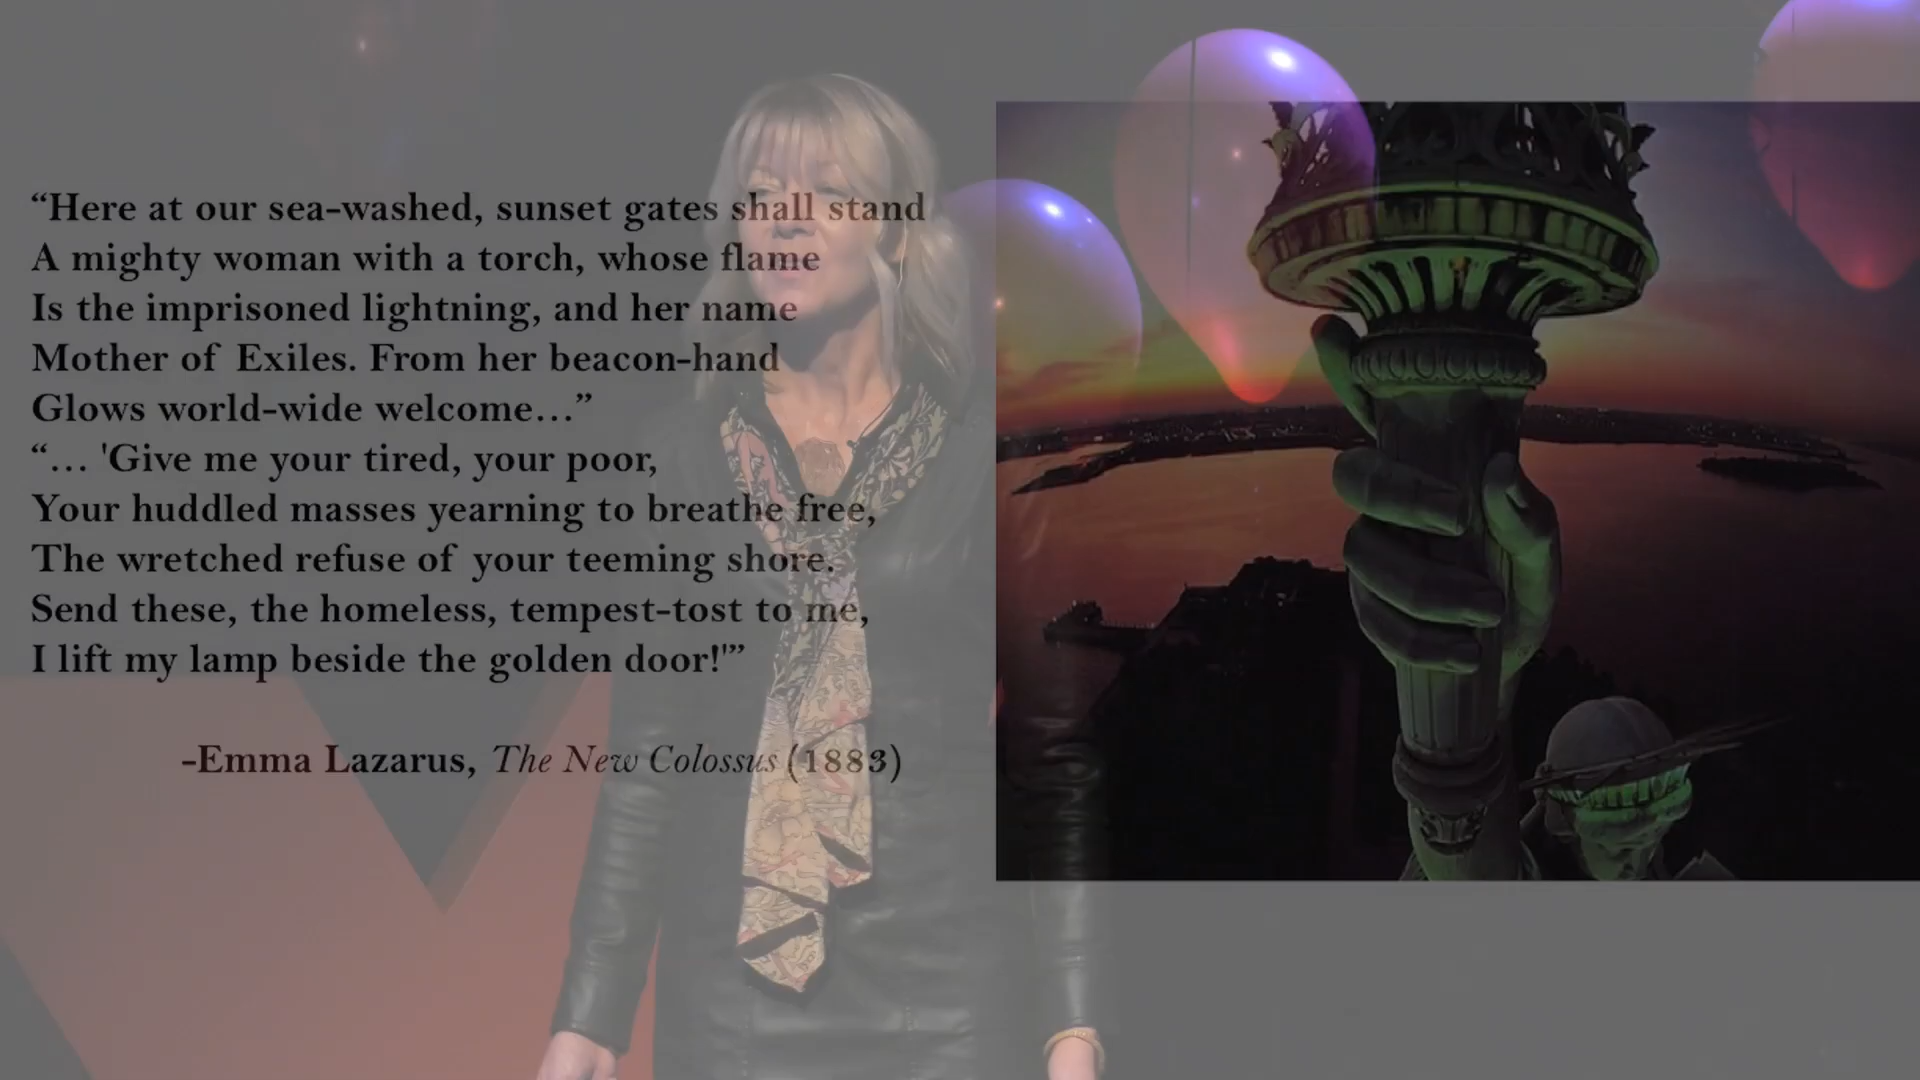 “Here at our sea-washed, sunset gates shall stand
A mighty woman with a torch, whose flame
Is the imprisoned lightning, and her name
Mother of Exiles. From her beacon-hand
Glows world-wide welcome…”
“… 'Give me your tired, your poor,
Your huddled masses yearning to breathe free,
The wretched refuse of your teeming shore.
Send these, the homeless, tempest-tost to me,
I lift my lamp beside the golden door!'”
-Emma Lazarus, The New Colossus (1883)